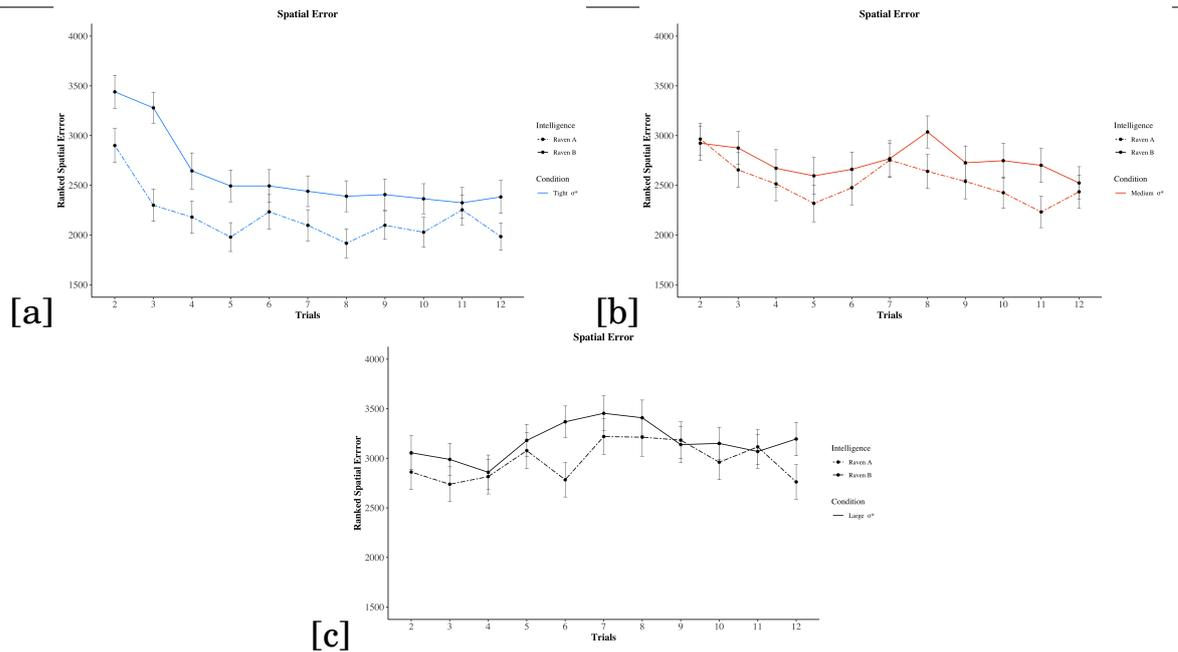 Spatial Error
4000
3500
3000
2500
2000
1500
Ranked Spatial Errror
2 3 4 5 6 7 8 9 10 11 12
Trials
Intelligence
Raven A
Raven B
Condition
Tight σ*
[a]
Spatial Error
4000
3500
3000
2500
2000
1500
Ranked Spatial Errror
2 3 4 5 6 7 8 9 10 11 12
Trials
Intelligence
Raven A
Raven B
Condition
Medium σ*
[b]
Spatial Error
4000
3500
3000
2500
2000
1500
Ranked Spatial Errror
2 3 4 5 6 7 8 9 10 11 12
Trials
Intelligence
Raven A
Raven B
Condition
Large σ*
[c]